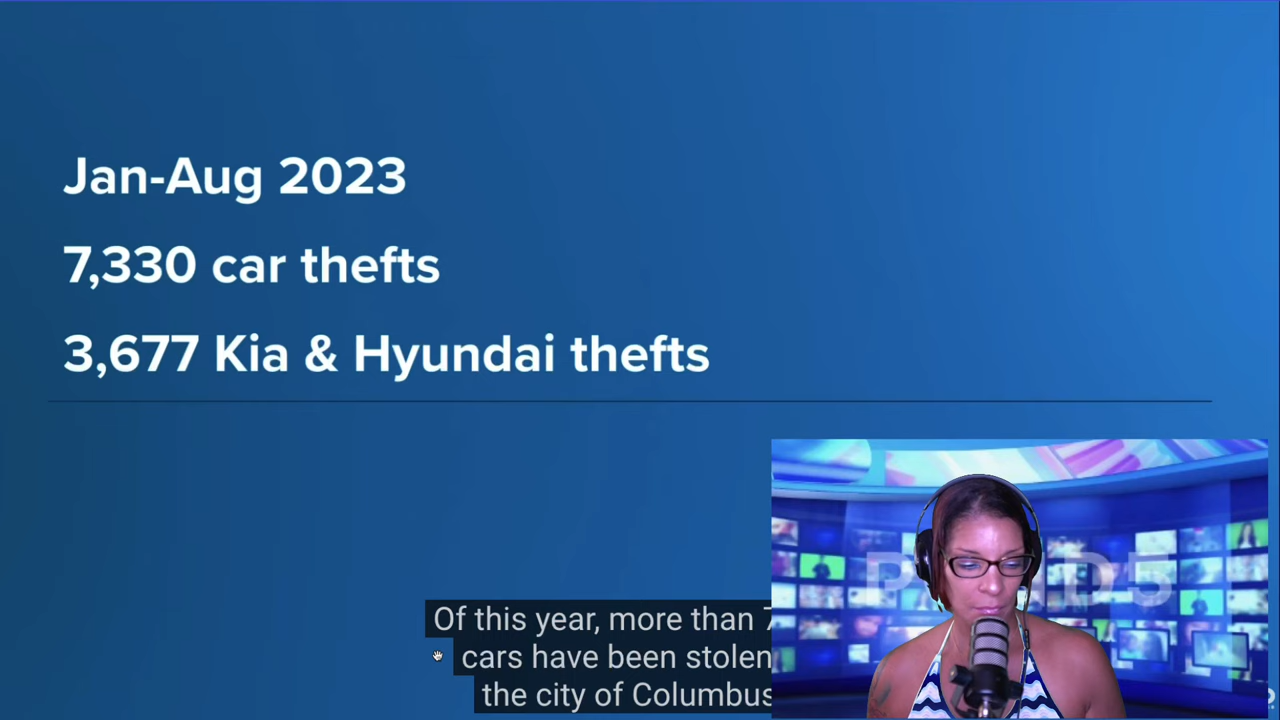 Jan-Aug 2023
7,330 car thefts
3,677 Kia & Hyundai thefts
Of this year, more than 7
cars have been stolen
the city of Columbus